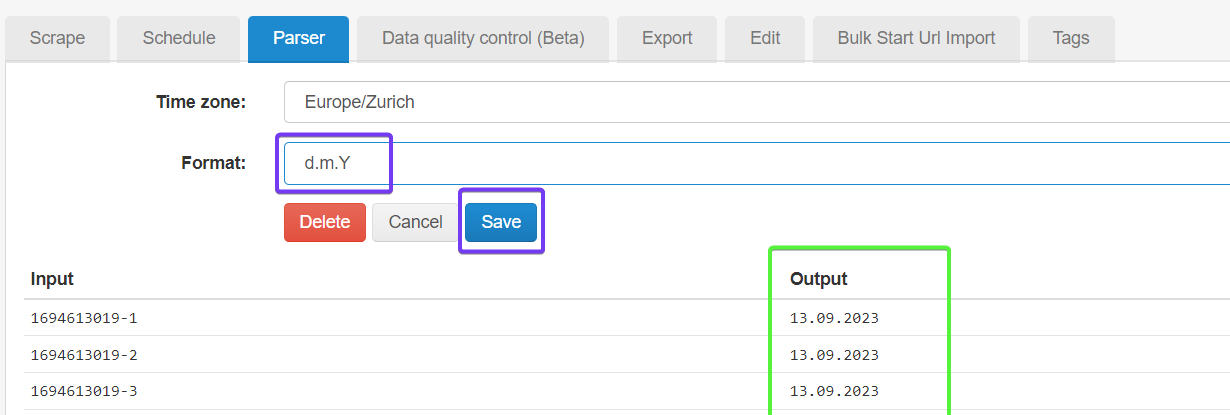 Scrape Schedule Parser Data quality control (Beta) Export Edit Bulk Start Url Import Tags
Time zone: Europe/Zurich
Format: d.m.Y
Delete Cancel Save
Input Output
1694613019-1 13.09.2023
1694613019-2 13.09.2023
1694613019-3 13.09.2023